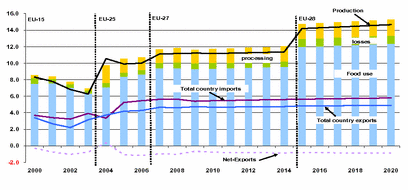 EU-15
EU-25
EU-27
EU-28
Production
16.0
14.0
12.0
10.0
8.0
6.0
4.0
2.0
0.0
-2.0
losses
processing
Food use
Total country imports
Total country exports
Net-Exports
2000 2002 2004 2006 2008 2010 2012 2014 2016 2018 2020